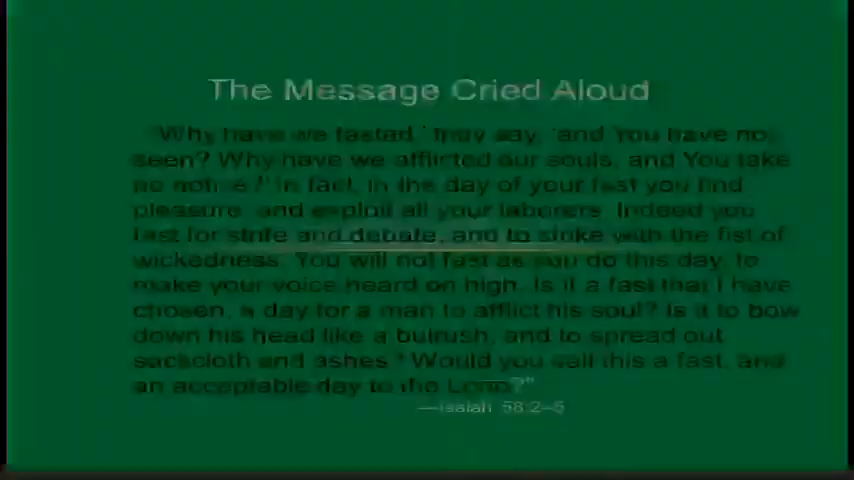 The Message Cried Aloud
"Why have we fasted,' they say, 'and You have not
seen? Why have we afflicted our souls, and You take
no notice?' In fact, in the day of your fast you find
pleasure, and exploit all your laborers. Indeed you
fast for strife and debate, and to strike with the fist of
wickedness. You will not fast as you do this day, to
make your voice heard on high. Is it a fast that I have
chosen, a day for a man to afflict his soul? Is it to bow
down his head like a bulrush, and to spread out
sackcloth and ashes? Would you call this a fast, and
an acceptable day to the LORD?"
—Isaiah 58:2–5